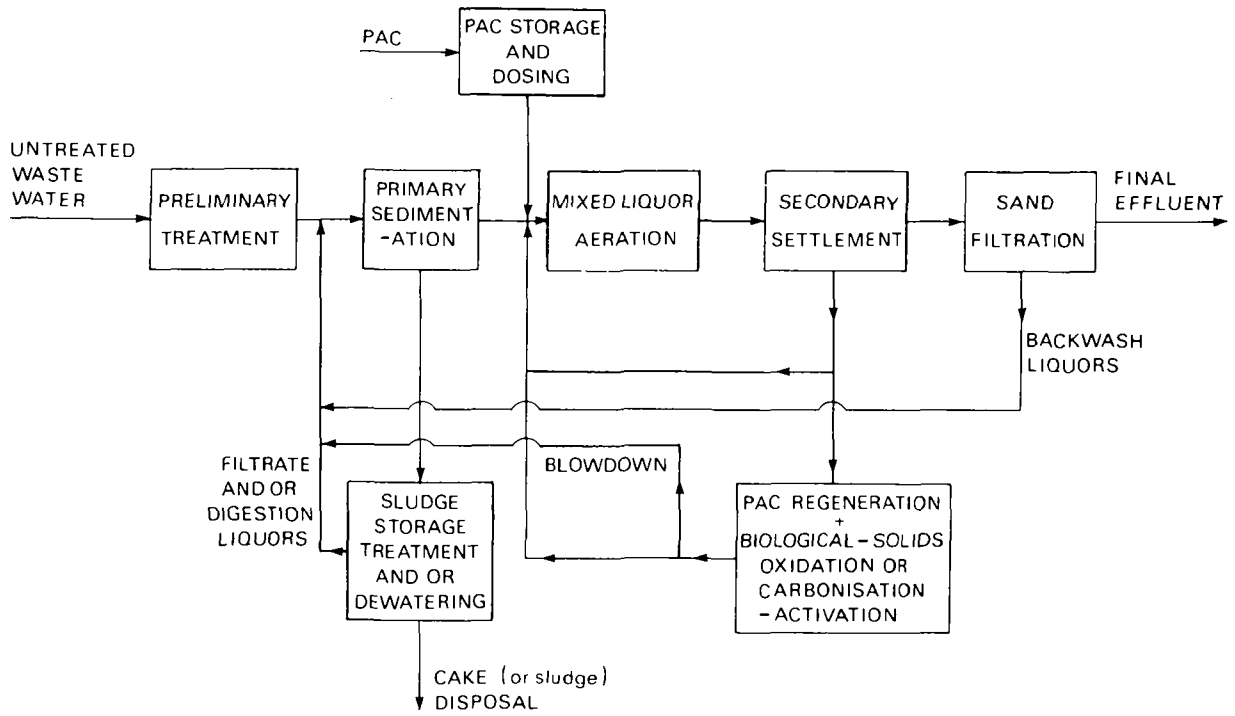 PAC
PAC STORAGE
AND
DOSING
UNTREATED
WASTE
WATER
PRELIMINARY
TREATMENT
PRIMARY
SEDIMENT
-ATION
MIXED LIQUOR
AERATION
SECONDARY
SETTLEMENT
SAND
FILTRATION
FINAL
EFFLUENT
BACKWASH
LIQUORS
FILTRATE
AND/OR
DIGESTION
LIQUORS
BLOWDOWN
SLUDGE
STORAGE
TREATMENT
AND OR
DEWATERING
PAC REGENERATION
+
BIOLOGICAL-SOLIDS
OXIDATION OR
CARBONISATION
-ACTIVATION
CAKE (or sludge)
DISPOSAL